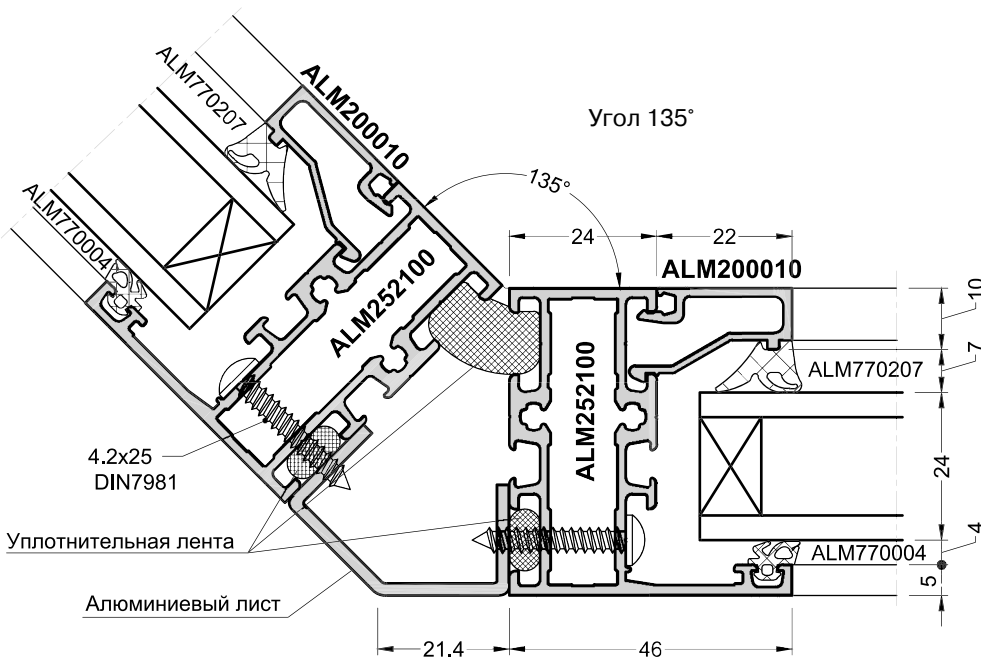 Угол 135°
ALM770207
ALM200010
ALM770004
ALM252100
135°
24
22
ALM200010
10
7
ALM770207
ALM252100
24
4.2x25
DIN7981
4
ALM770004
5
Уплотнительная лента
Алюминиевый лист
21.4
46